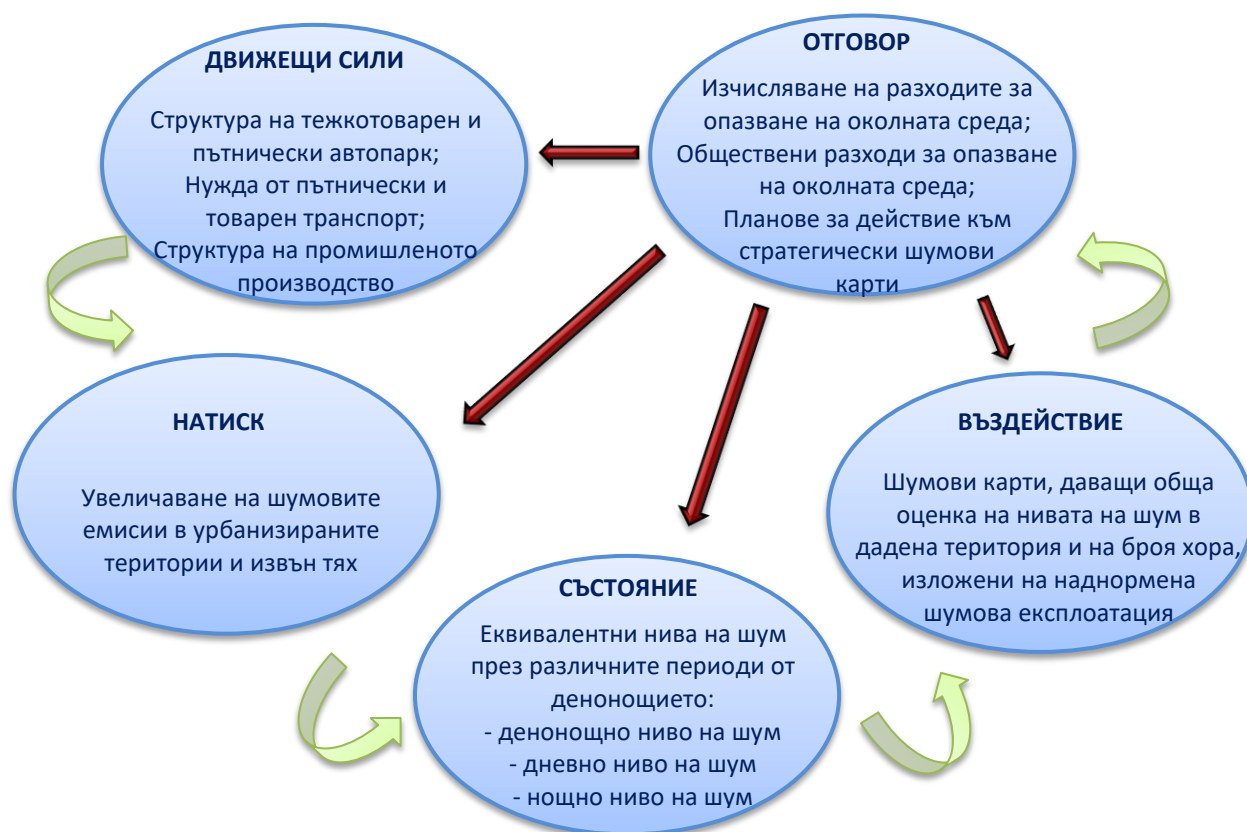 ДВИЖЕЩИ СИЛИ
Структура на тежкотоварен и
пътнически автопарк;
Нужда от пътнически и
товарен транспорт;
Структура на промишленото
производство
ОТГОВОР
Изчисляване на разходите за
опазване на околната среда;
Обществени разходи за опазване
на околната среда;
Планове за действие към
стратегически шумови
карти
НАТИСК
Увеличаване на шумовите
емисии в урбанизираните
територии и извън тях
ВЪЗДЕЙСТВИЕ
Шумови карти, даващи обща
оценка на нивата на шум в
дадена територия и на броя хора,
изложени на наднормена
шумова експлоатация
СЪСТОЯНИЕ
Еквивалентни нива на шум
през различните периоди от
денонощието:
- денонощно ниво на шум
- дневно ниво на шум
- нощно ниво на шум